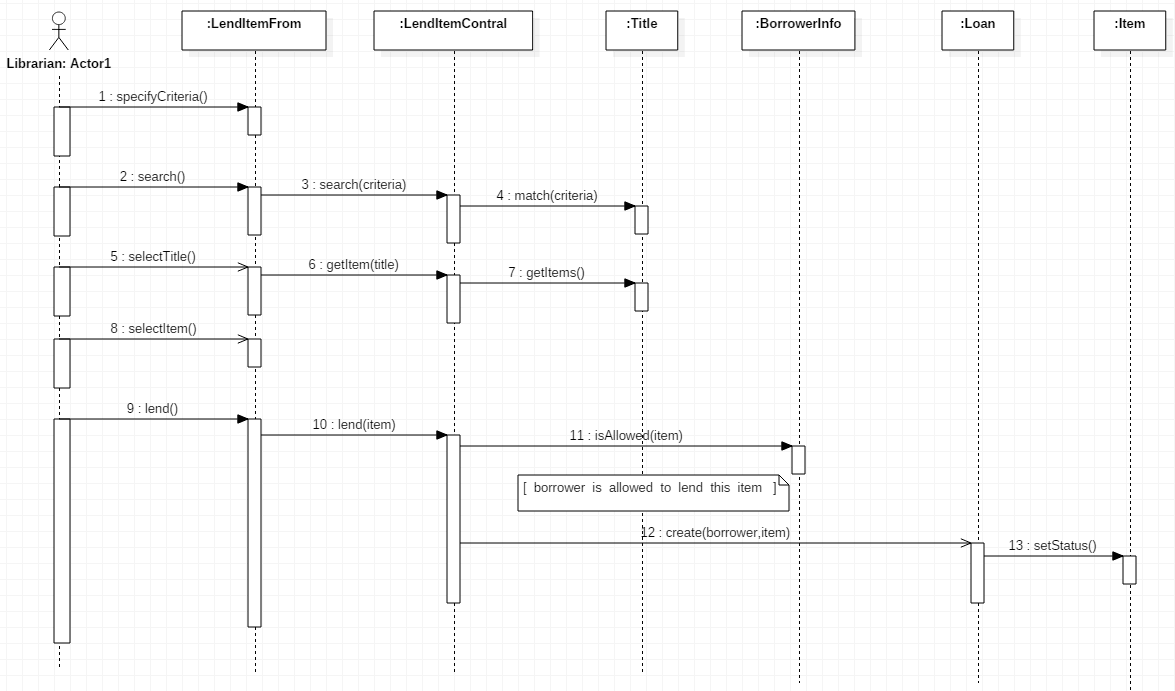 :LendItemFrom
:LendItemContral
:Title
:BorrowerInfo
:Loan
:Item
Librarian: Actor1
1 : specifyCriteria()
2 : search()
3 : search(criteria)
4 : match(criteria)
5 : selectTitle()
6 : getItem(title)
7 : getItems()
8 : selectItem()
9 : lend()
10 : lend(item)
11 : isAllowed(item)
[ borrower is allowed to lend this item ]
12 : create(borrower,item)
13 : setStatus()